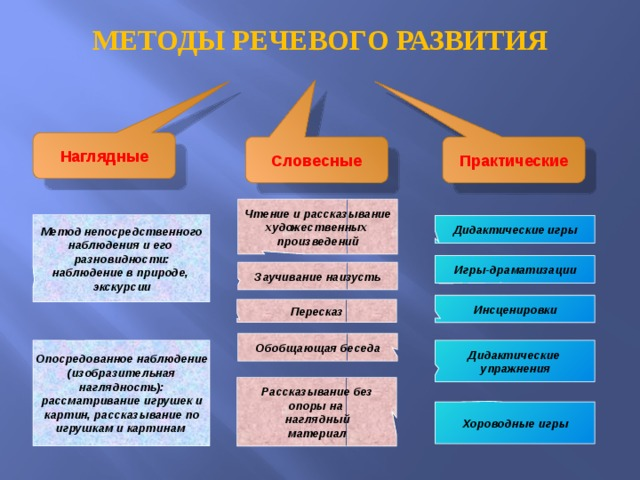 МЕТОДЫ РЕЧЕВОГО РАЗВИТИЯ
Наглядные
Словесные
Практические
Метод непосредственного
наблюдения и его
разновидности:
наблюдение в природе,
экскурсии
Опосредованное наблюдение
(изобразительная
наглядность):
рассматривание игрушек и
картин, рассказывание по
игрушкам и картинам
Чтение и рассказывание
художественных
произведений
Заучивание наизусть
Пересказ
Обобщающая беседа
Рассказывание без
опоры на
наглядный
материал
Дидактические игры
Игры-драматизации
Инсценировки
Дидактические
упражнения
Хороводные игры